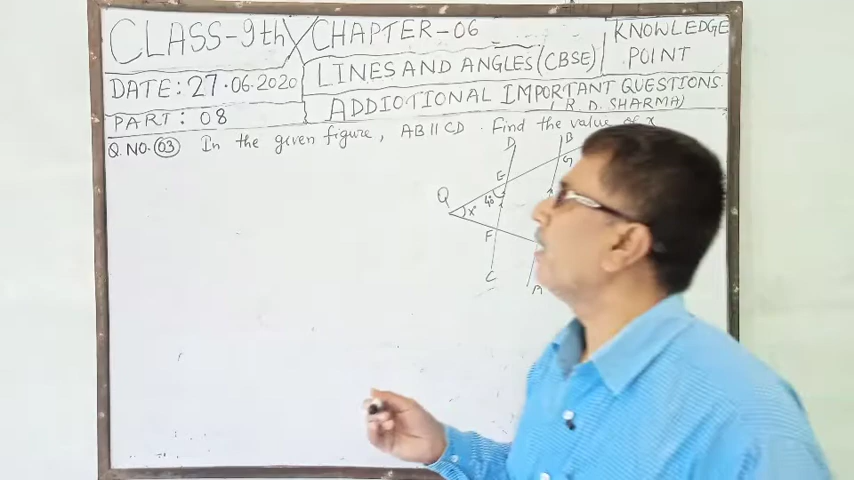 CLASS-9th
CHAPTER-06
KNOWLEDGE
POINT
LINES AND ANGLES (CBSE)
DATE: 27.06.2020
ADDIOTIONAL IMPORTANT QUESTIONS
(R.D. SHARMA)
PART: 08
Q.NO. 03 In the given figure, AB||CD. Find the value of x
D
B
E
G
Q
x°
40°
F
C
A